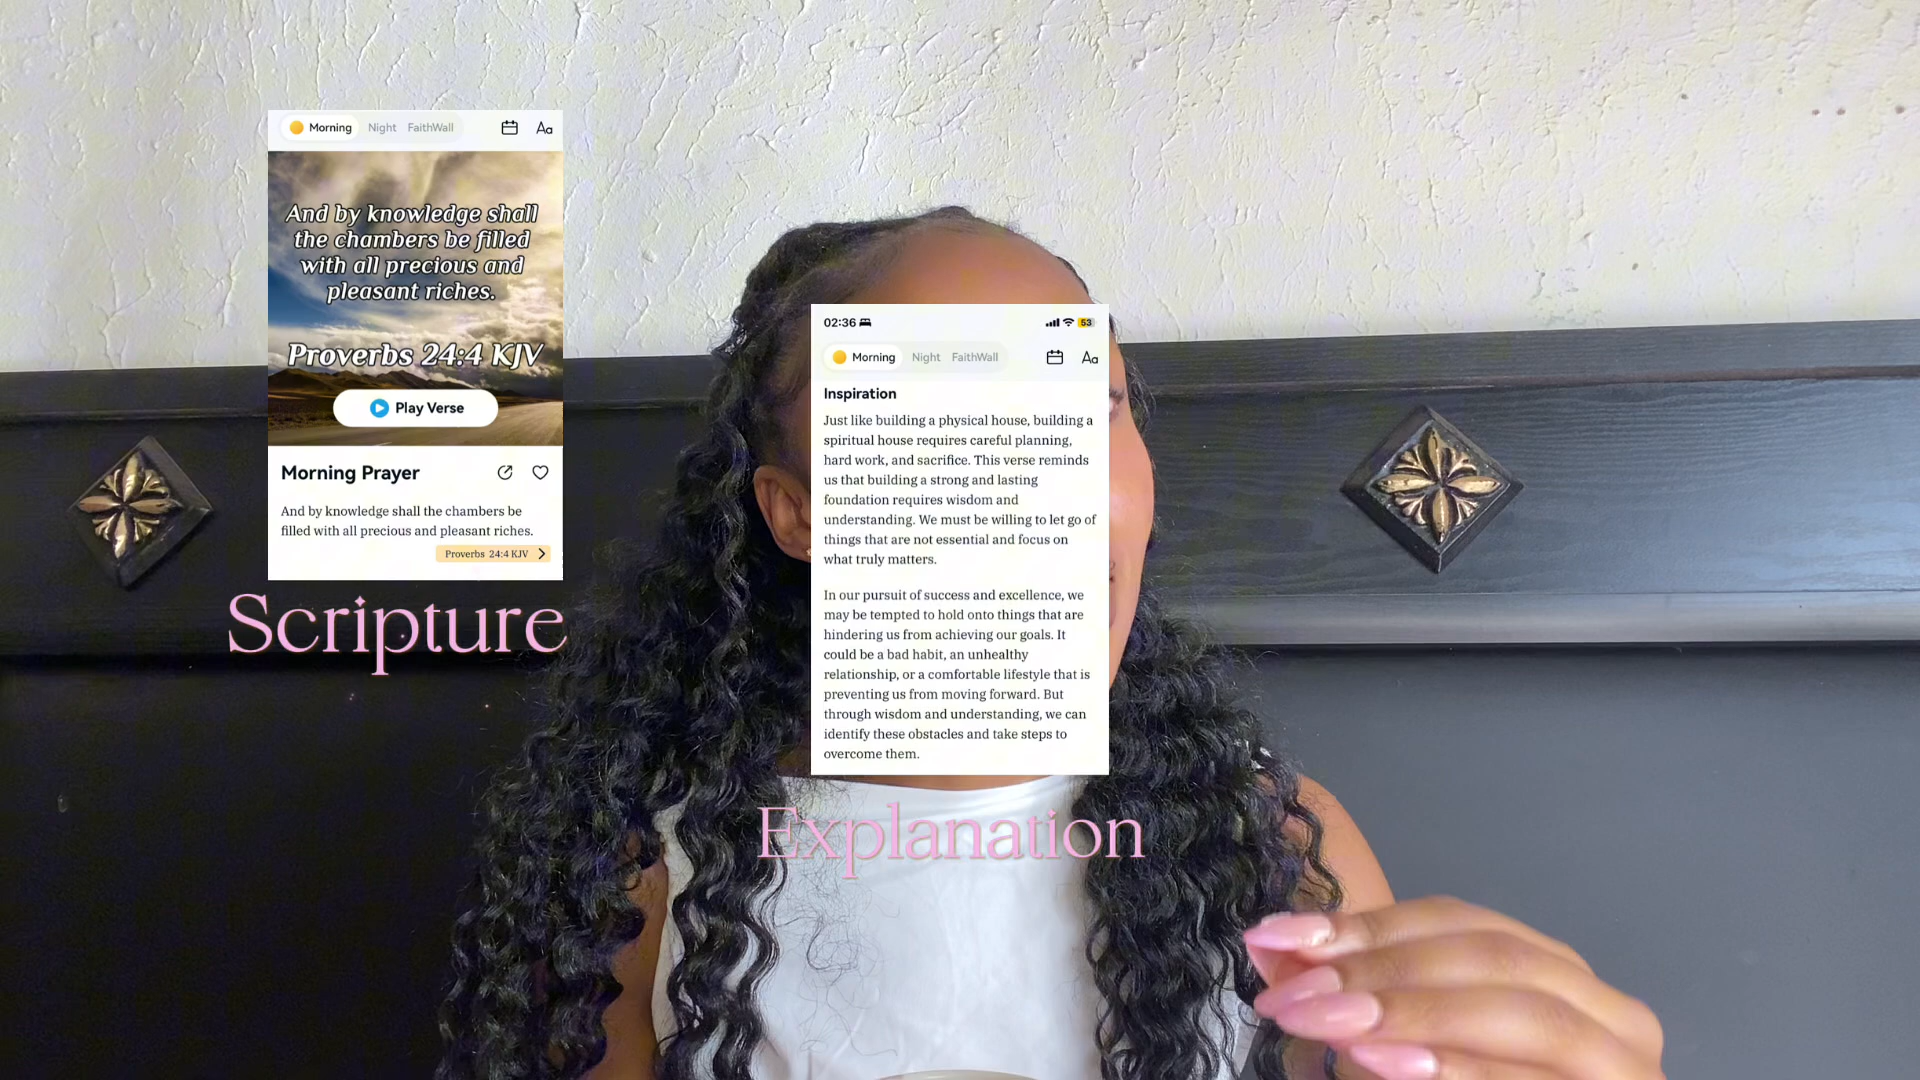 Morning Night FaithWall Aa
And by knowledge shall
the chambers be filled
with all precious and
pleasant riches.
Proverbs 24:4 KJV
Play Verse
Morning Prayer
And by knowledge shall the chambers be
filled with all precious and pleasant riches.
Proverbs 24:4 KJV
Scripture
02:36 53
Morning Night FaithWall Aa
Inspiration
Just like building a physical house, building a
spiritual house requires careful planning,
hard work, and sacrifice. This verse reminds
us that building a strong and lasting
foundation requires wisdom and
understanding. We must be willing to let go of
things that are not essential and focus on
what truly matters.
In our pursuit of success and excellence, we
may be tempted to hold onto things that are
hindering us from achieving our goals. It
could be a bad habit, an unhealthy
relationship, or a comfortable lifestyle that is
preventing us from moving forward. But
through wisdom and understanding, we can
identify these obstacles and take steps to
overcome them.
Explanation